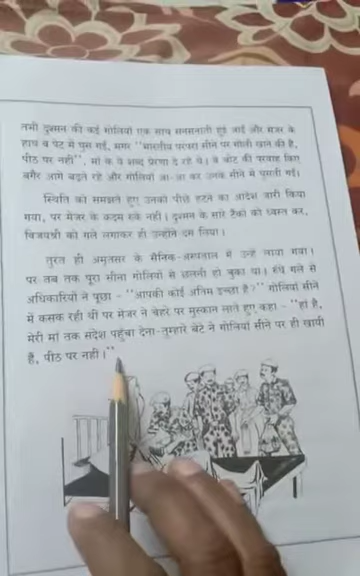 तभी दुश्मन की कई गोलियां एक साथ सनसनाती हुई आईं और मेजर के
हाथ व पेट में घुस गईं, मगर "भारतीय परंपरा सीने पर गोली खाने की है,
पीठ पर नहीं", मां के ये शब्द प्रेरणा दे रहे थे। वे चोट की परवाह किए
बगैर आगे बढ़ते रहे और गोलियां आ-आ कर उनके सीने में घुसती गईं।
स्थिति को समझते हुए उनको पीछे हटने का आदेश जारी किया
गया, पर मेजर के कदम रुके नहीं। दुश्मन के सारे टैंकों को ध्वस्त कर,
विजयश्री को गले लगाकर ही उन्होंने दम लिया।
तुरंत ही अमृतसर के सैनिक-अस्पताल में उन्हें लाया गया।
पर तब तक पूरा सीना गोलियों से छलनी हो चुका था। रुंधे गले से
अधिकारियों ने पूछा - "आपकी कोई अंतिम इच्छा है?" गोलियां सीने
में कसक रही थीं पर मेजर ने चेहरे पर मुस्कान लाते हुए कहा - "हां है,
मेरी मां तक संदेश पहुंचा देना-तुम्हारे बेटे ने गोलियां सीने पर ही खायी
हैं, पीठ पर नहीं।"